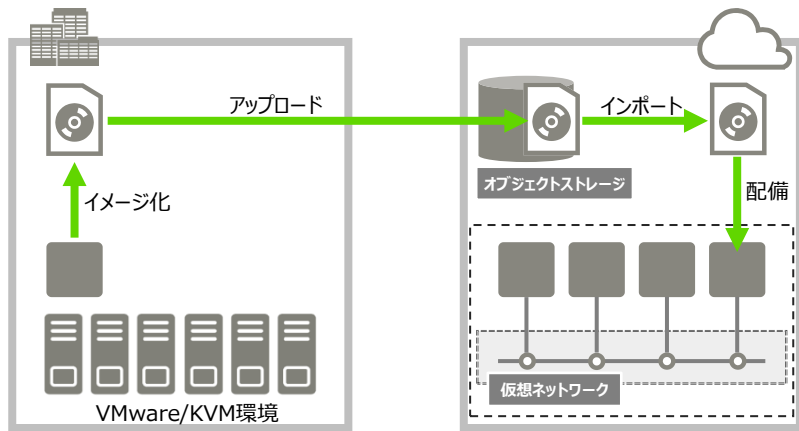 アップロード
インポート
オブジェクトストレージ
イメージ化
配備
仮想ネットワーク
VMware/KVM環境